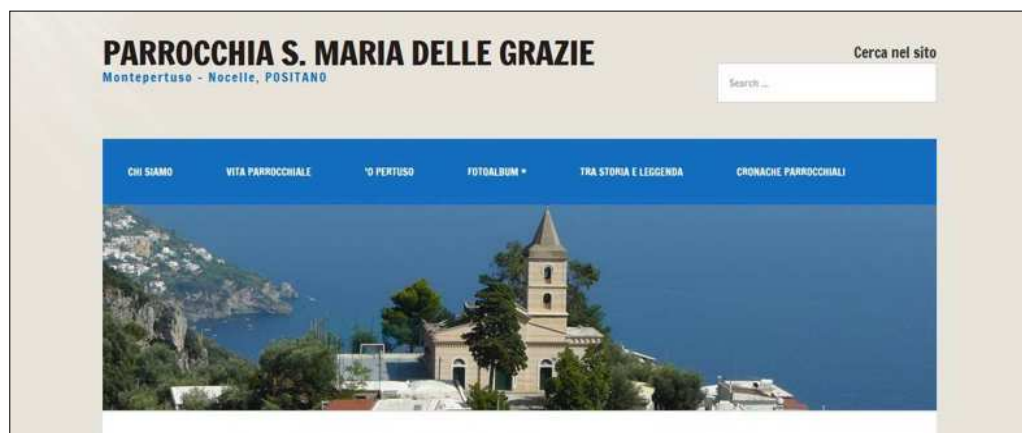 PARROCCHIA S. MARIA DELLE GRAZIE
Montepertuso - Nocelle, POSITANO
Cerca nel sito
Search ...
CHI SIAMO VITA PARROCCHIALE 'O PERTUSO FOTOALBUM TRA STORIA E LEGGENDA CRONACHE PARROCCHIALI